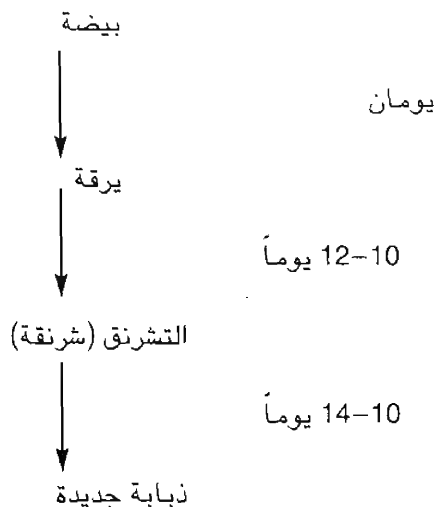 بيضة
يومان
يرقة
10–12 يوماً
التشرنق (شرنقة)
10–14 يوماً
ذبابة جديدة